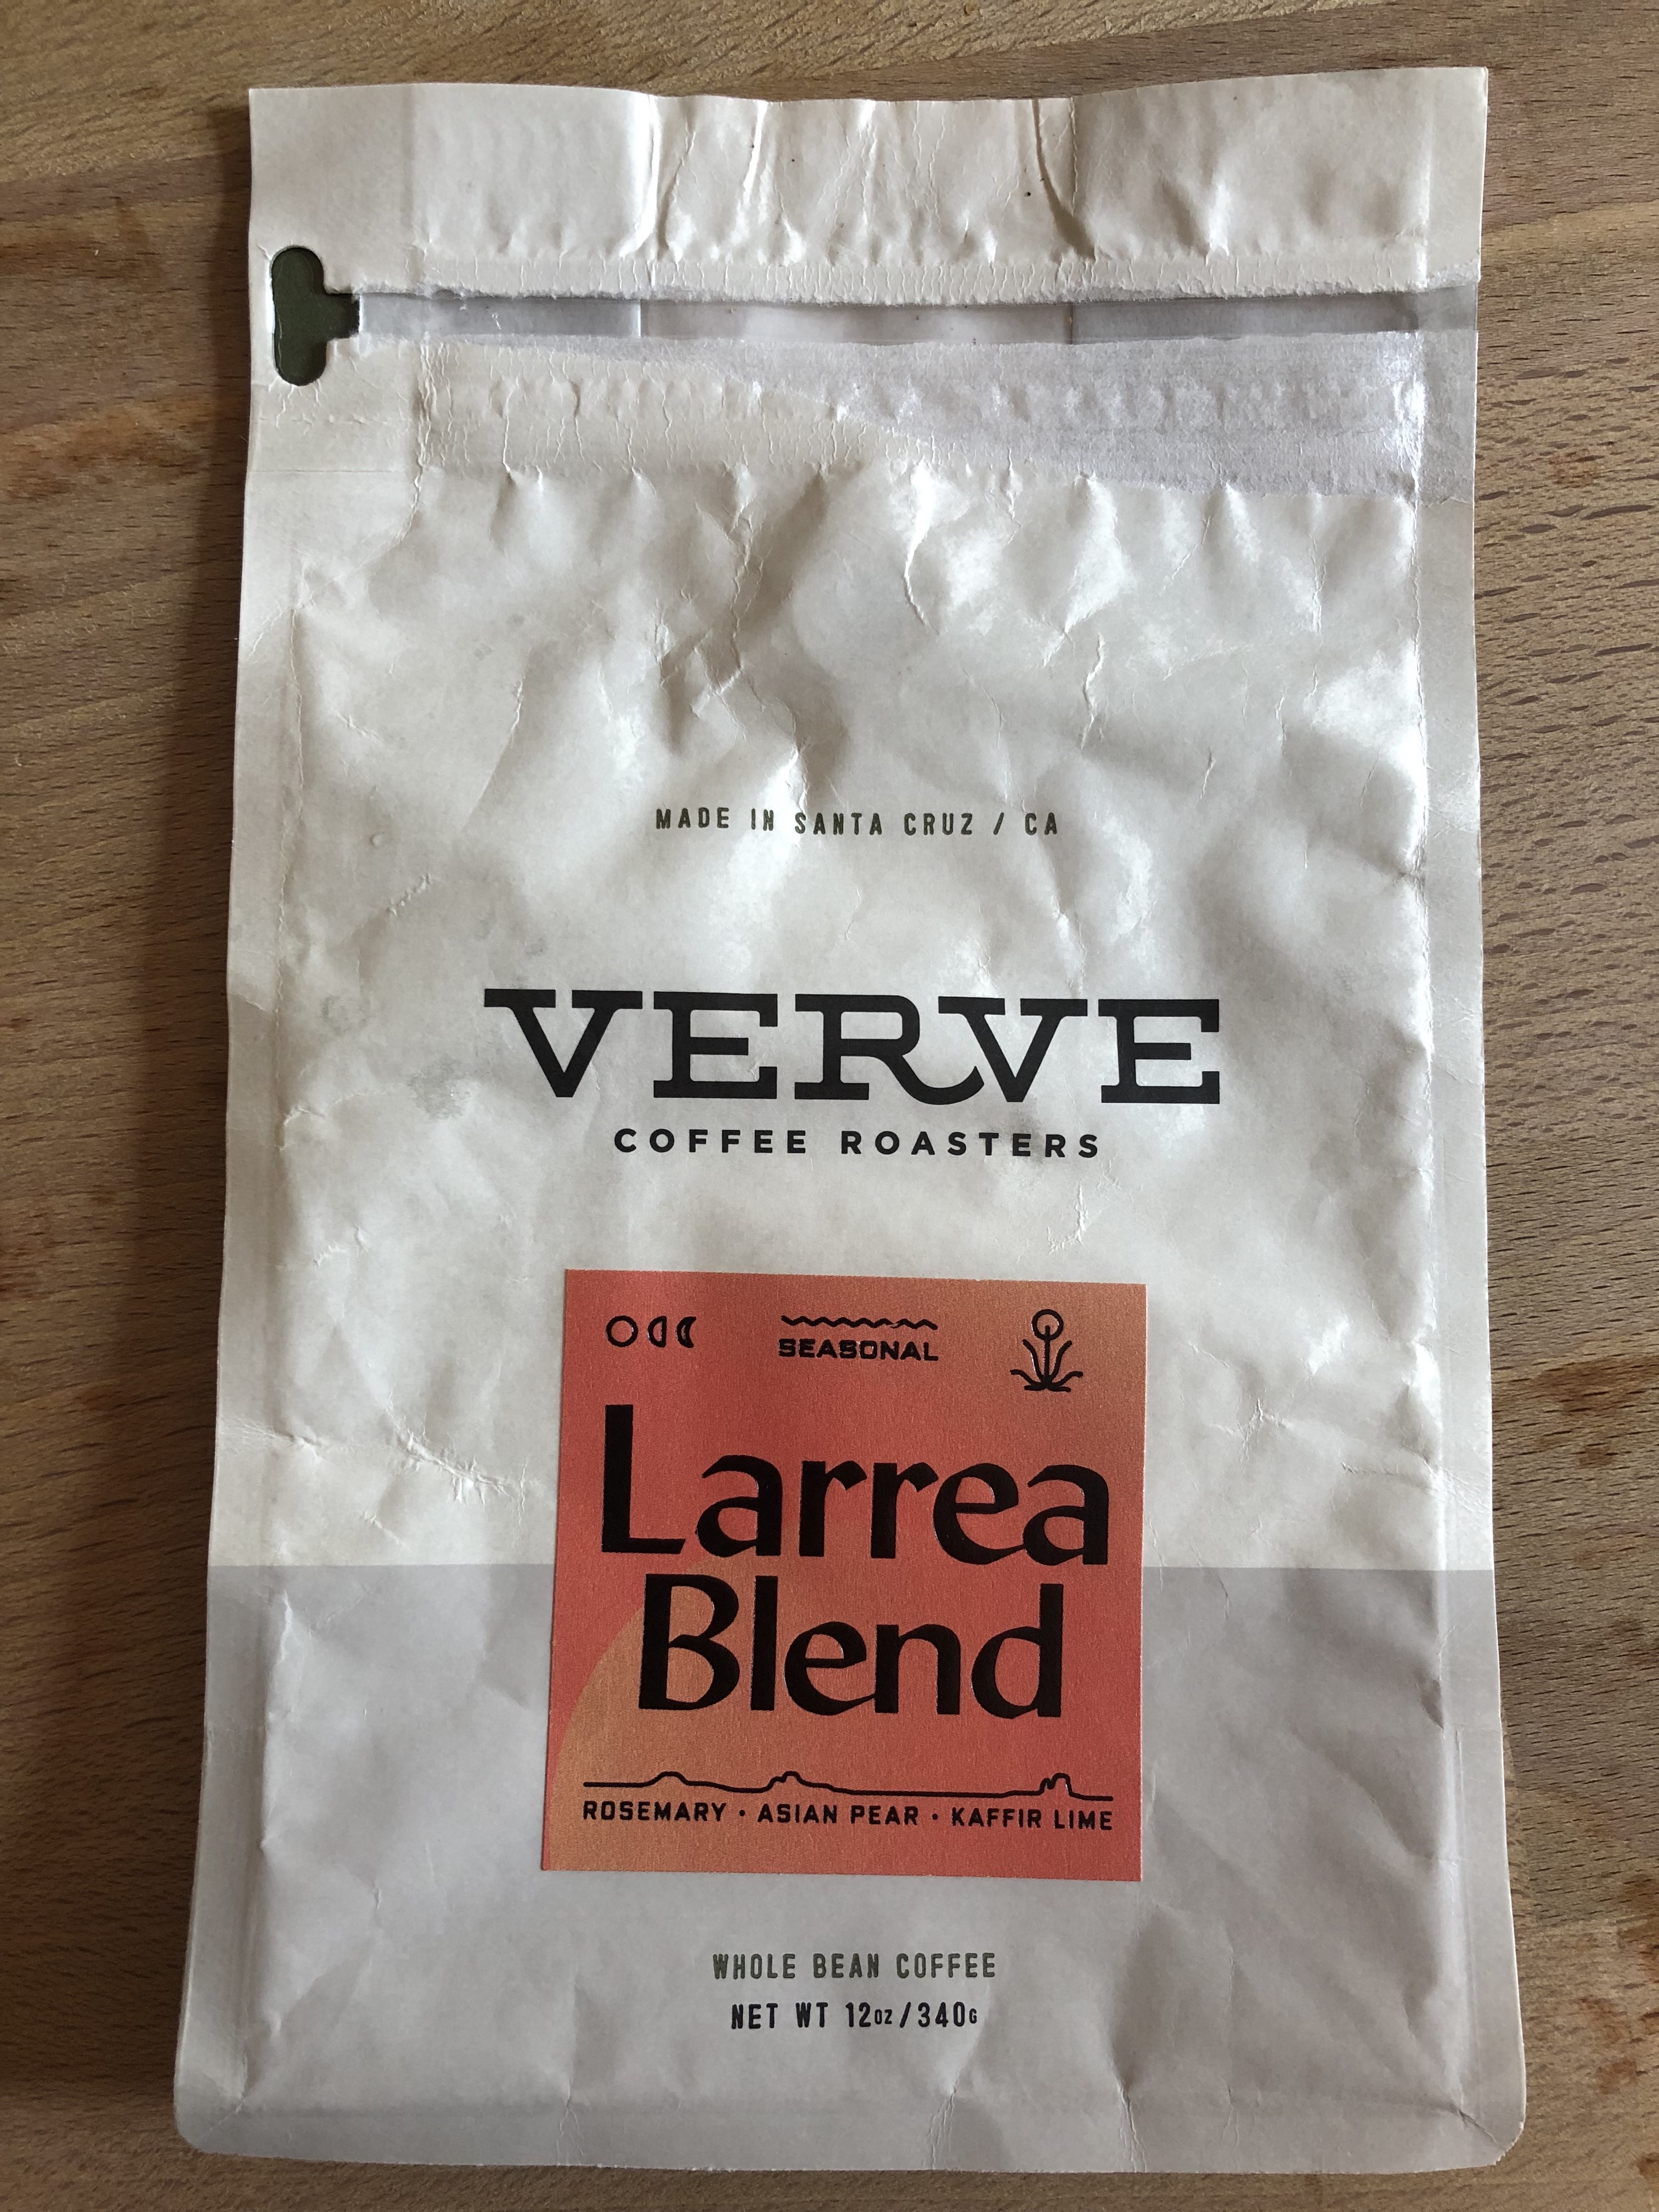 MADE IN SANTA CRUZ / CA
VERVE
COFFEE ROASTERS
SEASONAL
Larrea
Blend
ROSEMARY · ASIAN PEAR · KAFFIR LIME
WHOLE BEAN COFFEE
NET WT 12oz/340G